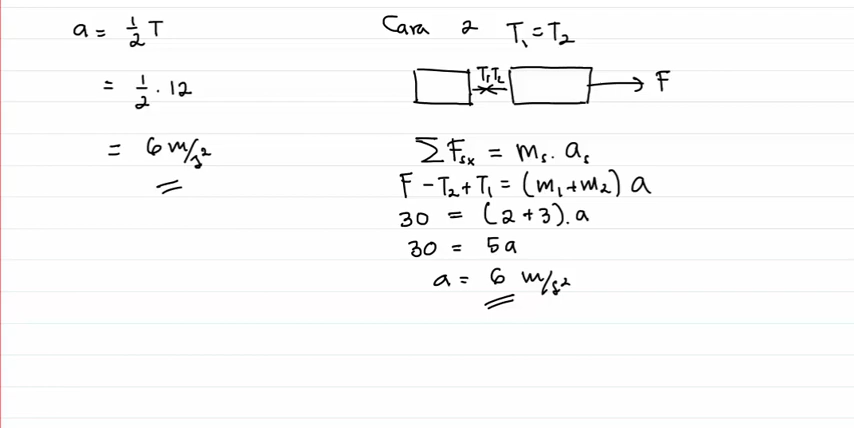 a = 1/2 T
= 1/2 . 12
= 6 m/s²
Cara 2 T₁ = T₂
T₁ T₂ F
ΣFsx = ms . as
F - T₂ + T₁ = (m₁ + m₂) a
30 = (2 + 3) . a
30 = 5a
a = 6 m/s²